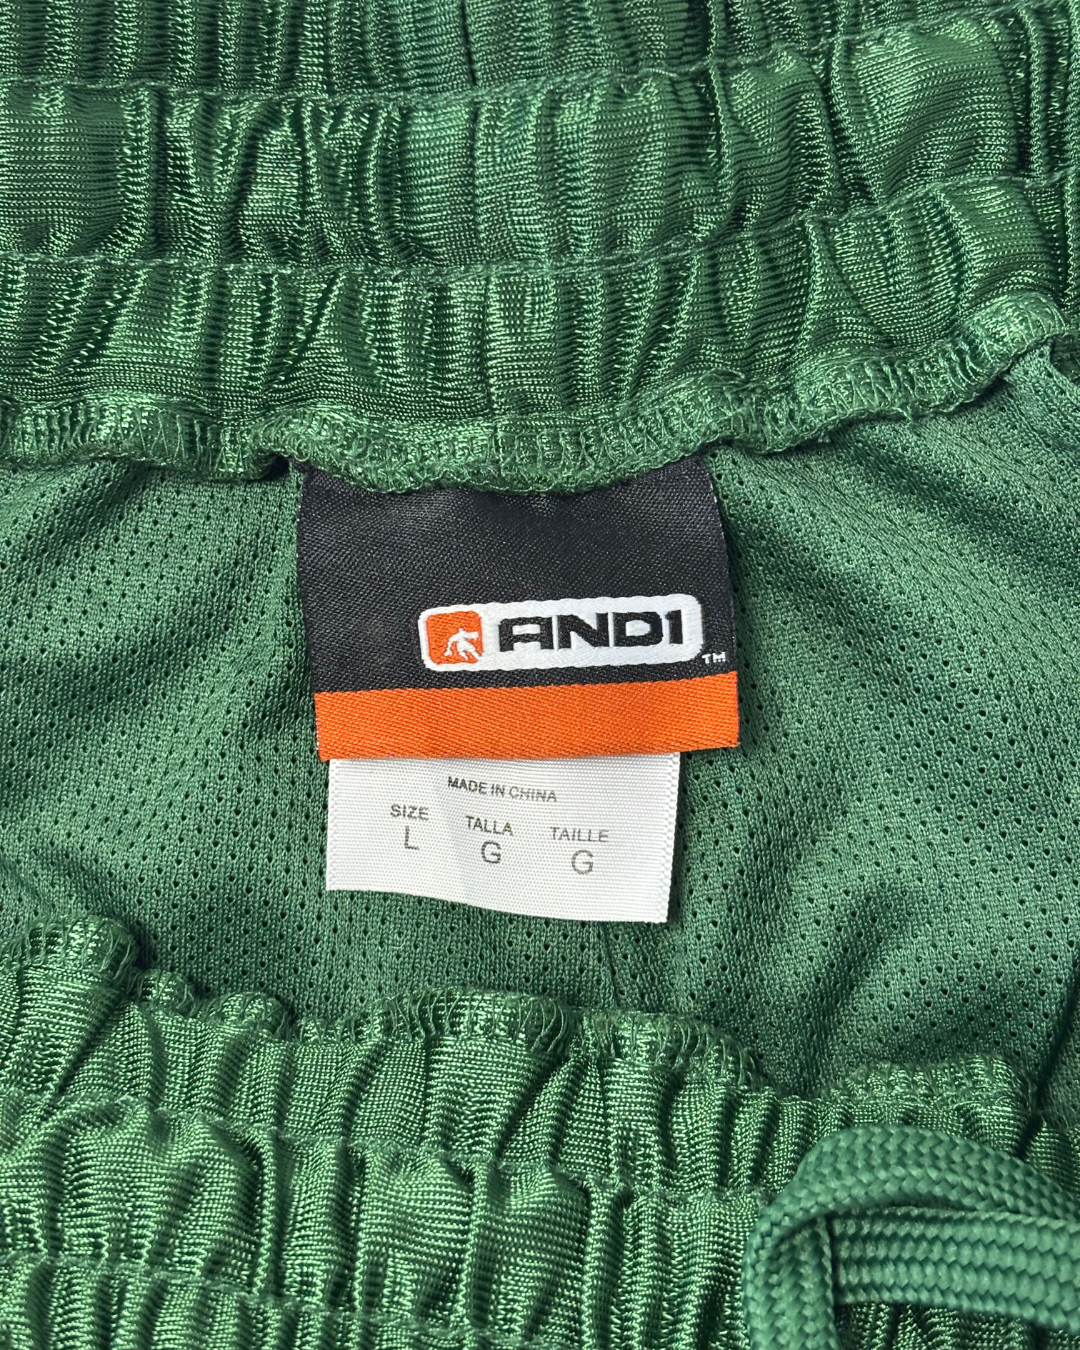 AND1 TM
MADE IN CHINA
SIZE TALLA TAILLE
L G G